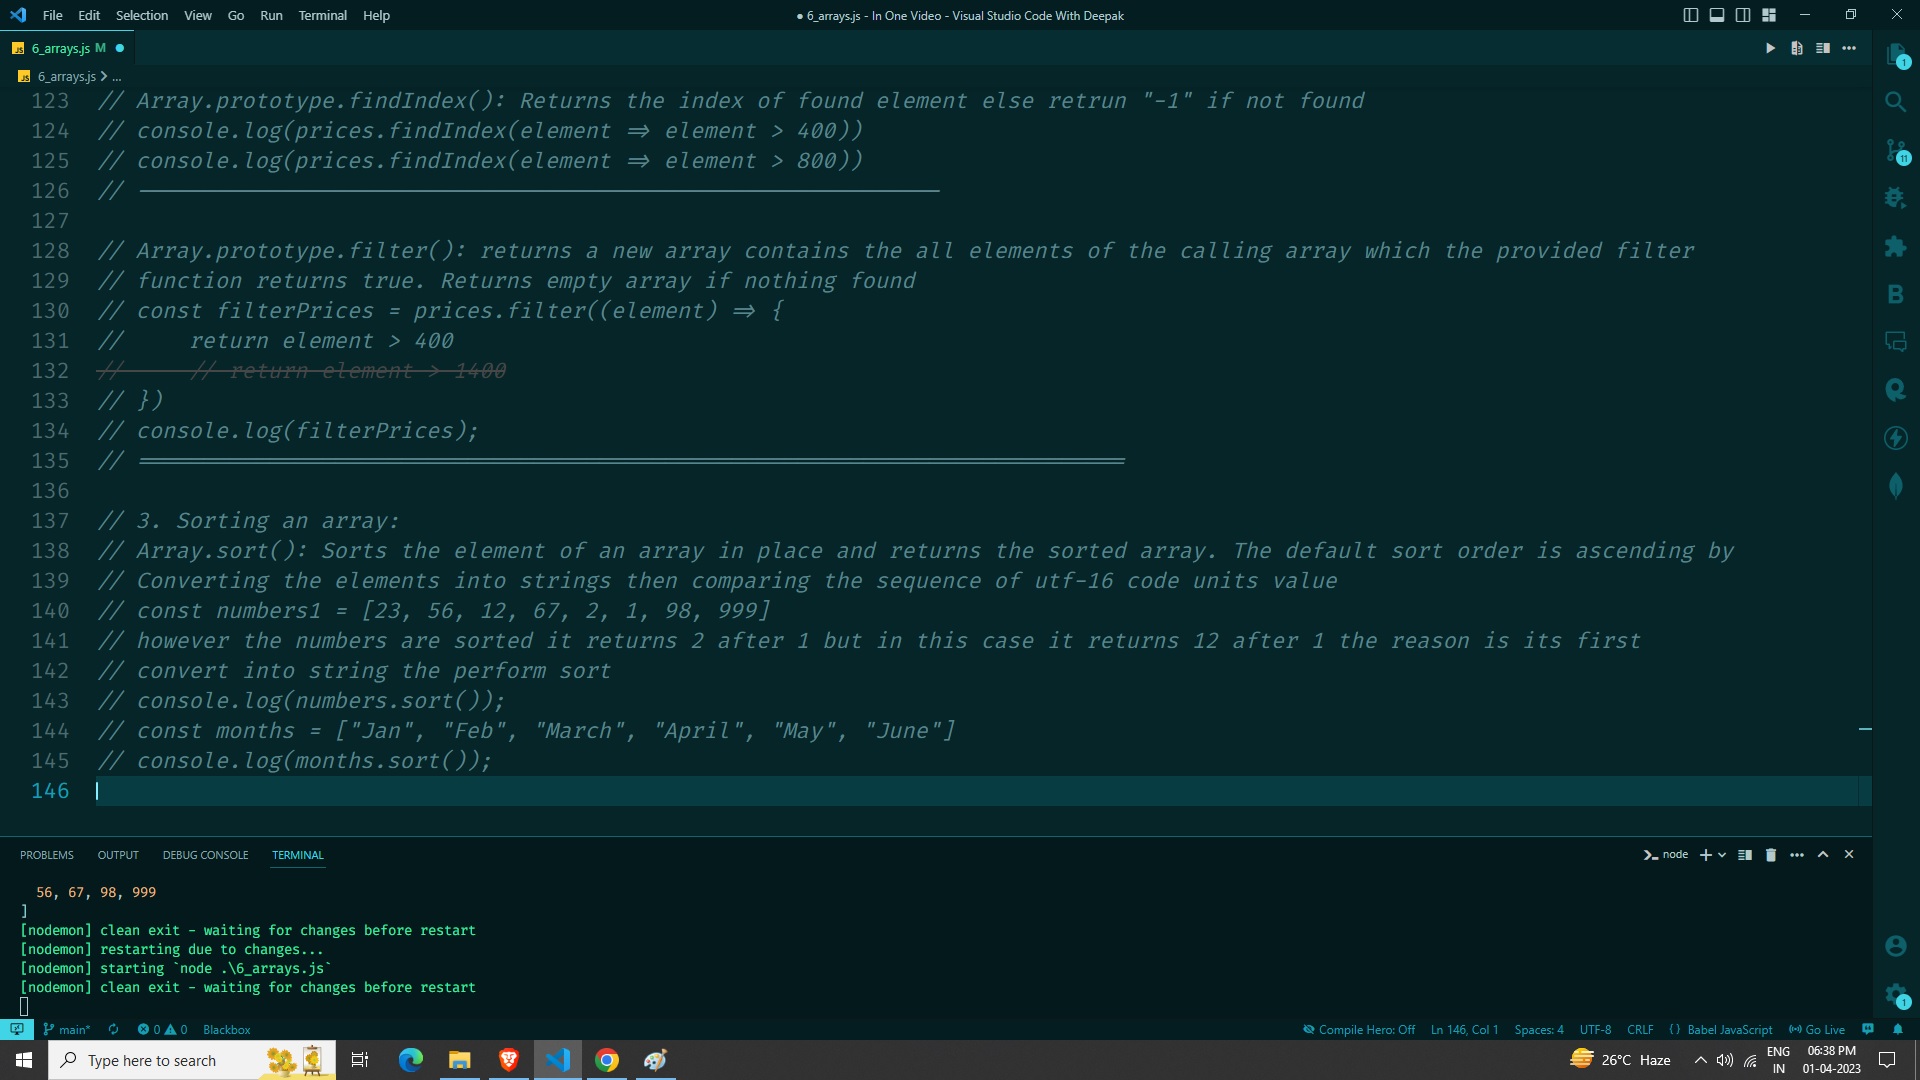 File Edit Selection View Go Run Terminal Help
● 6_arrays.js - In One Video - Visual Studio Code With Deepak
JS 6_arrays.js M ●
JS 6_arrays.js > ...
123 // Array.prototype.findIndex(): Returns the index of found element else retrun "-1" if not found
124 // console.log(prices.findIndex(element => element > 400))
125 // console.log(prices.findIndex(element => element > 800))
126 // -------------------------------------------------------------
127
128 // Array.prototype.filter(): returns a new array contains the all elements of the calling array which the provided filter
129 // function returns true. Returns empty array if nothing found
130 // const filterPrices = prices.filter((element) => {
131 //     return element > 400
132 //     // return element > 1400
133 // })
134 // console.log(filterPrices);
135 // ===========================================================================
136
137 // 3. Sorting an array:
138 // Array.sort(): Sorts the element of an array in place and returns the sorted array. The default sort order is ascending by
139 // Converting the elements into strings then comparing the sequence of utf-16 code units value
140 // const numbers1 = [23, 56, 12, 67, 2, 1, 98, 999]
141 // however the numbers are sorted it returns 2 after 1 but in this case it returns 12 after 1 the reason is its first
142 // convert into string the perform sort
143 // console.log(numbers.sort());
144 // const months = ["Jan", "Feb", "March", "April", "May", "June"]
145 // console.log(months.sort());
146
PROBLEMS OUTPUT DEBUG CONSOLE TERMINAL
node
56, 67, 98, 999
]
[nodemon] clean exit - waiting for changes before restart
[nodemon] restarting due to changes...
[nodemon] starting `node .\6_arrays.js`
[nodemon] clean exit - waiting for changes before restart
1
11
B
1
main* 0 0 Blackbox
Compile Hero: Off Ln 146, Col 1 Spaces: 4 UTF-8 CRLF {} Babel JavaScript Go Live
Type here to search
26°C Haze
ENG
IN
06:38 PM
01-04-2023